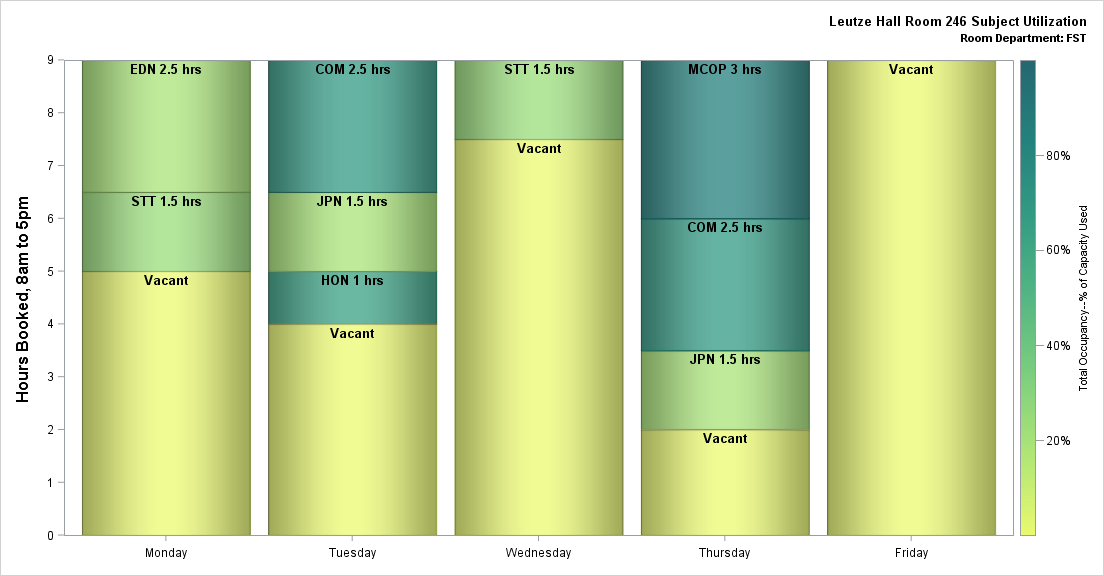 Leutze Hall Room 246 Subject Utilization
Room Department: FST
Hours Booked, 8am to 5pm
9
8
7
6
5
4
3
2
1
0
EDN 2.5 hrs
STT 1.5 hrs
Vacant
COM 2.5 hrs
JPN 1.5 hrs
HON 1 hrs
Vacant
STT 1.5 hrs
Vacant
MCOP 3 hrs
COM 2.5 hrs
JPN 1.5 hrs
Vacant
Vacant
Monday
Tuesday
Wednesday
Thursday
Friday
80%
60%
40%
20%
Total Occupancy--% of Capacity Used